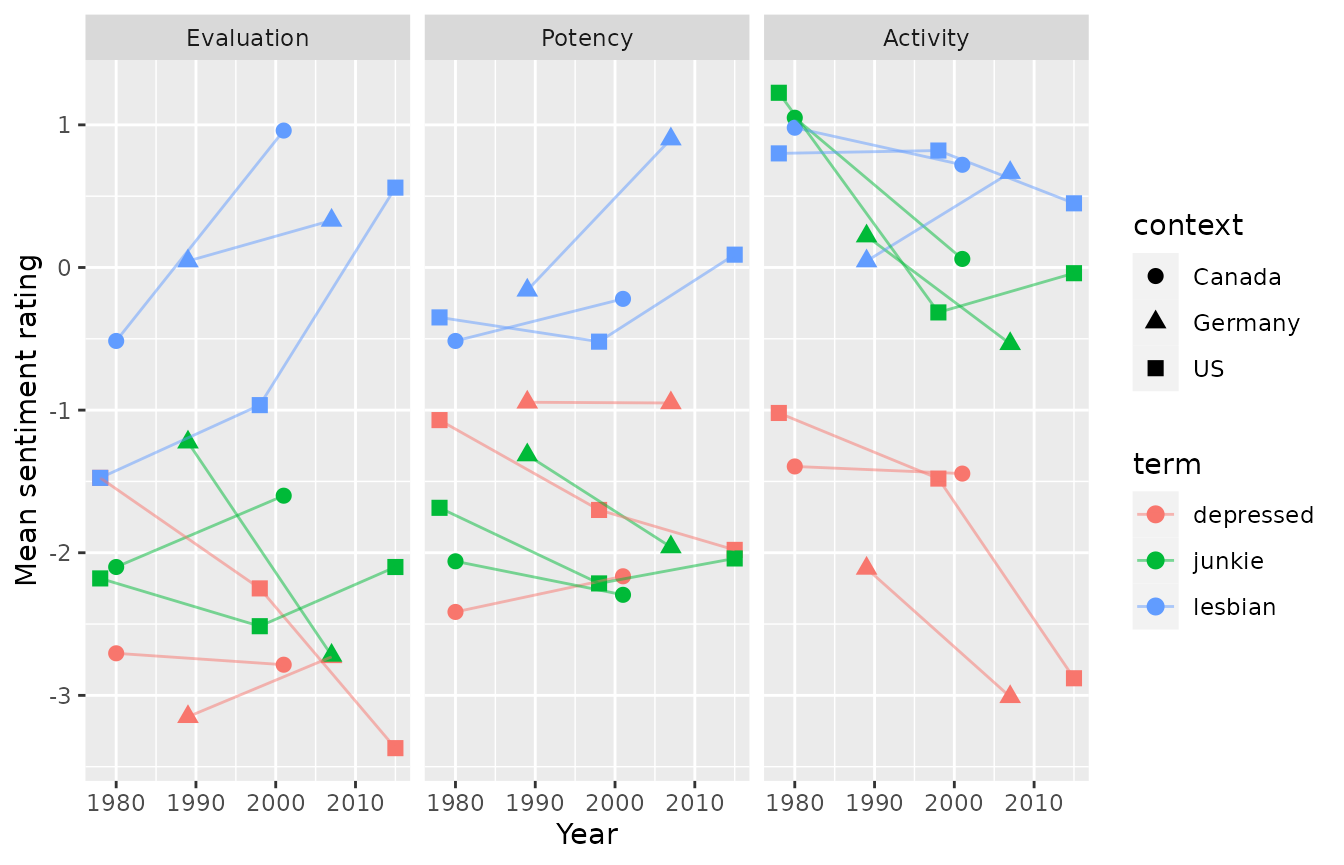 Evaluation Potency Activity
1
0
-1
-2
-3
Mean sentiment rating
1980 1990 2000 2010 1980 1990 2000 2010 1980 1990 2000 2010
Year
context
Canada
Germany
US
term
depressed
junkie
lesbian